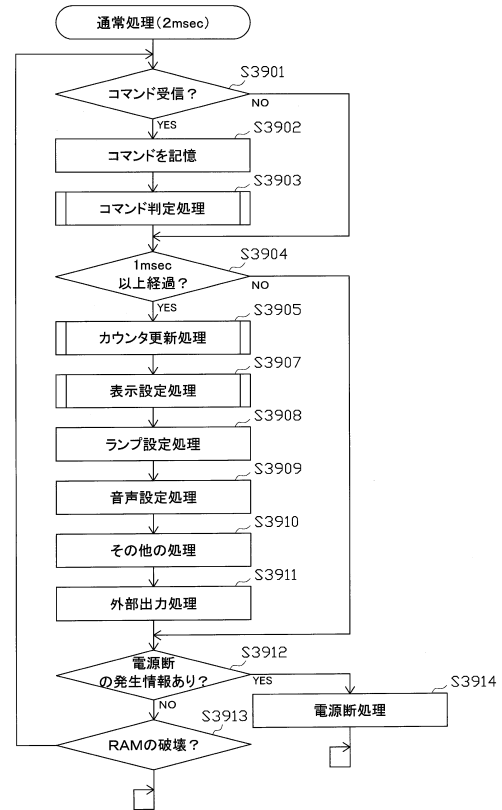 通常処理(2msec)
S3901
コマンド受信？
NO
YES
S3902
コマンドを記憶
S3903
コマンド判定処理
S3904
1msec
以上経過？
NO
YES
S3905
カウンタ更新処理
S3907
表示設定処理
S3908
ランプ設定処理
S3909
音声設定処理
S3910
その他の処理
S3911
外部出力処理
S3912
電源断
の発生情報あり？
YES
NO
S3914
電源断処理
S3913
RAMの破壊？